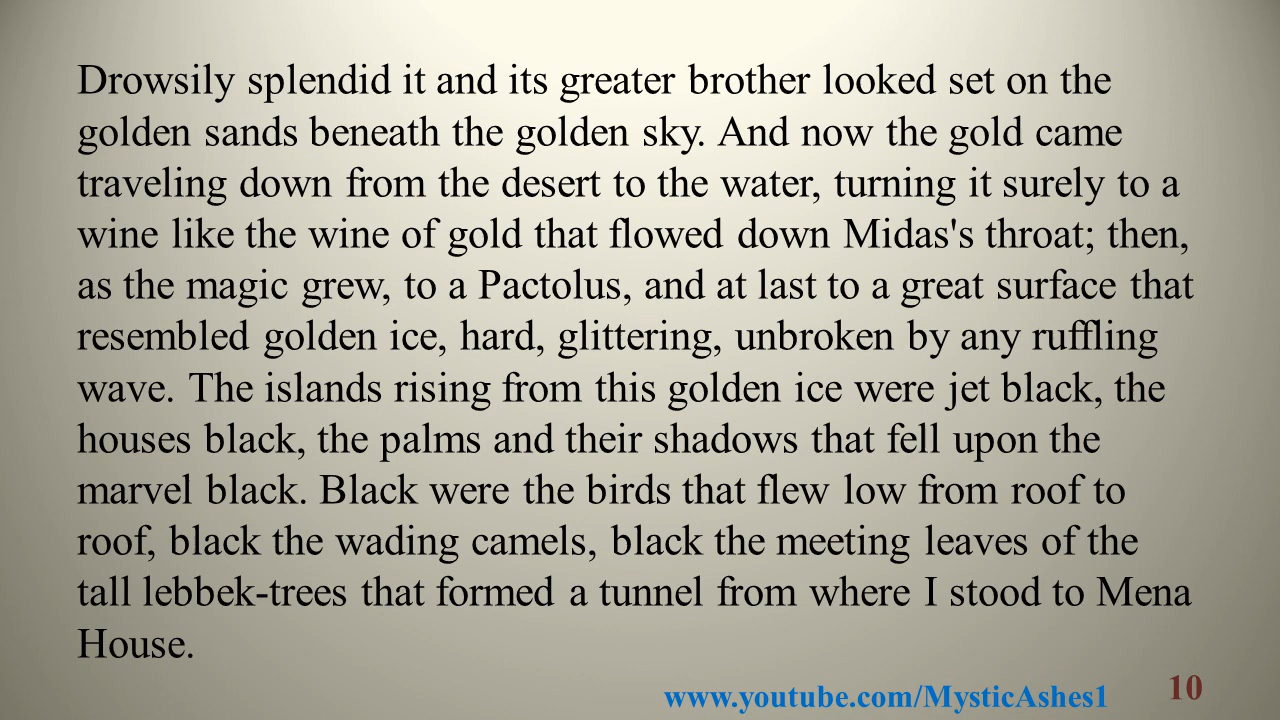 Drowsily splendid it and its greater brother looked set on the
golden sands beneath the golden sky. And now the gold came
traveling down from the desert to the water, turning it surely to a
wine like the wine of gold that flowed down Midas's throat; then,
as the magic grew, to a Pactolus, and at last to a great surface that
resembled golden ice, hard, glittering, unbroken by any ruffling
wave. The islands rising from this golden ice were jet black, the
houses black, the palms and their shadows that fell upon the
marvel black. Black were the birds that flew low from roof to
roof, black the wading camels, black the meeting leaves of the
tall lebbek-trees that formed a tunnel from where I stood to Mena
House.
www.youtube.com/MysticAshes1 10